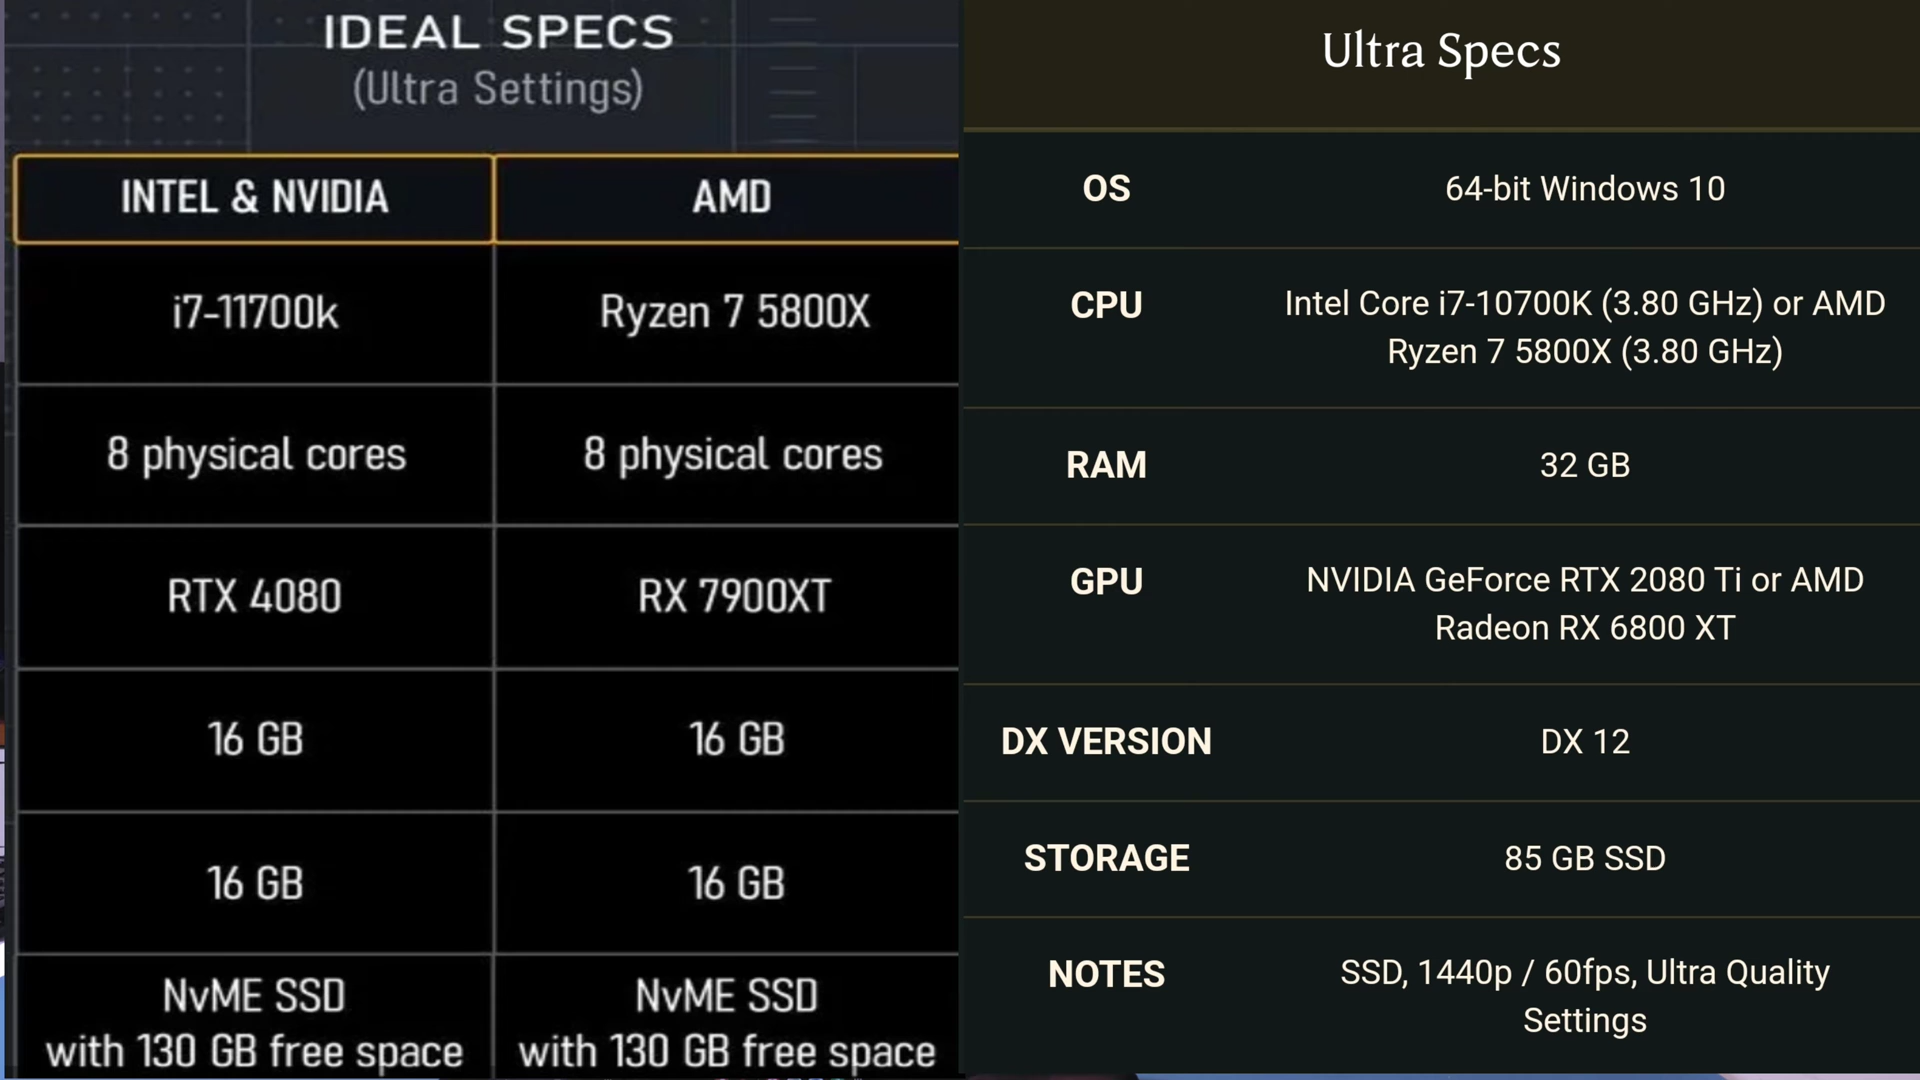 IDEAL SPECS
(Ultra Settings)
INTEL & NVIDIA AMD
i7-11700k Ryzen 7 5800X
8 physical cores 8 physical cores
RTX 4080 RX 7900XT
16 GB 16 GB
16 GB 16 GB
NvME SSD NvME SSD
with 130 GB free space with 130 GB free space
Ultra Specs
OS 64-bit Windows 10
CPU Intel Core i7-10700K (3.80 GHz) or AMD
Ryzen 7 5800X (3.80 GHz)
RAM 32 GB
GPU NVIDIA GeForce RTX 2080 Ti or AMD
Radeon RX 6800 XT
DX VERSION DX 12
STORAGE 85 GB SSD
NOTES SSD, 1440p / 60fps, Ultra Quality
Settings